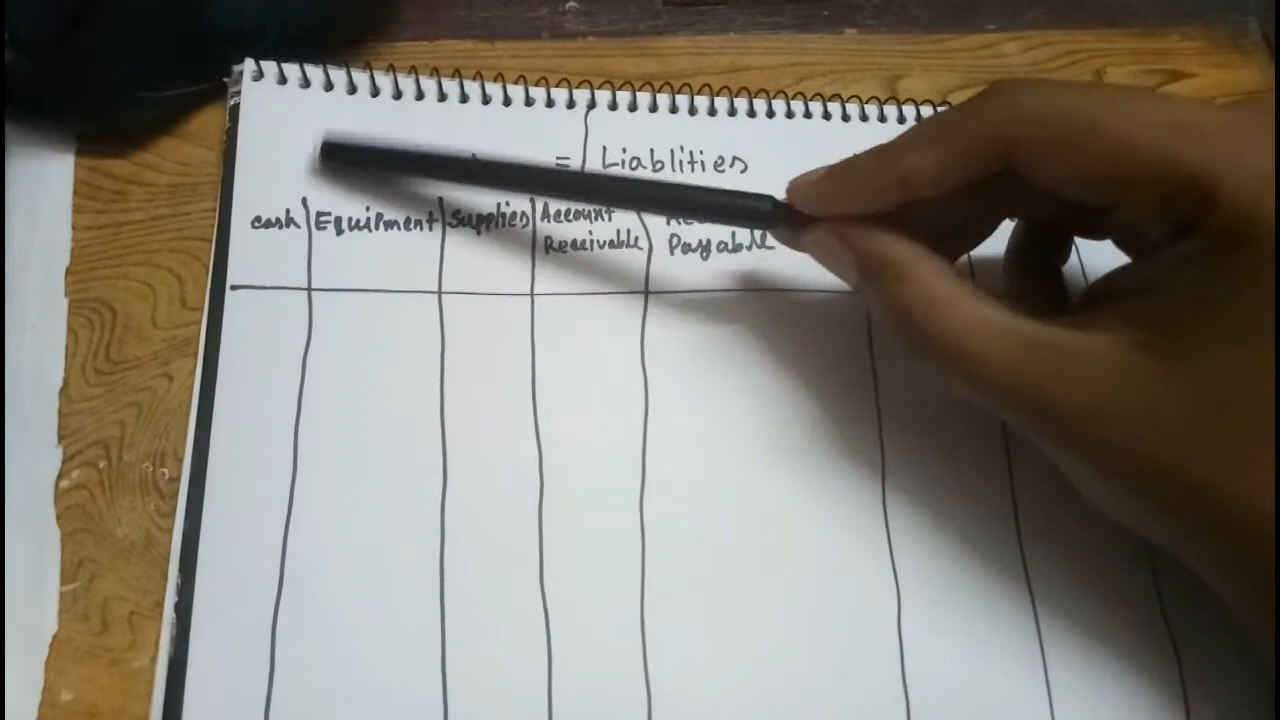 = Liablities
cash Equipment Supplies Account Receivable
Payable